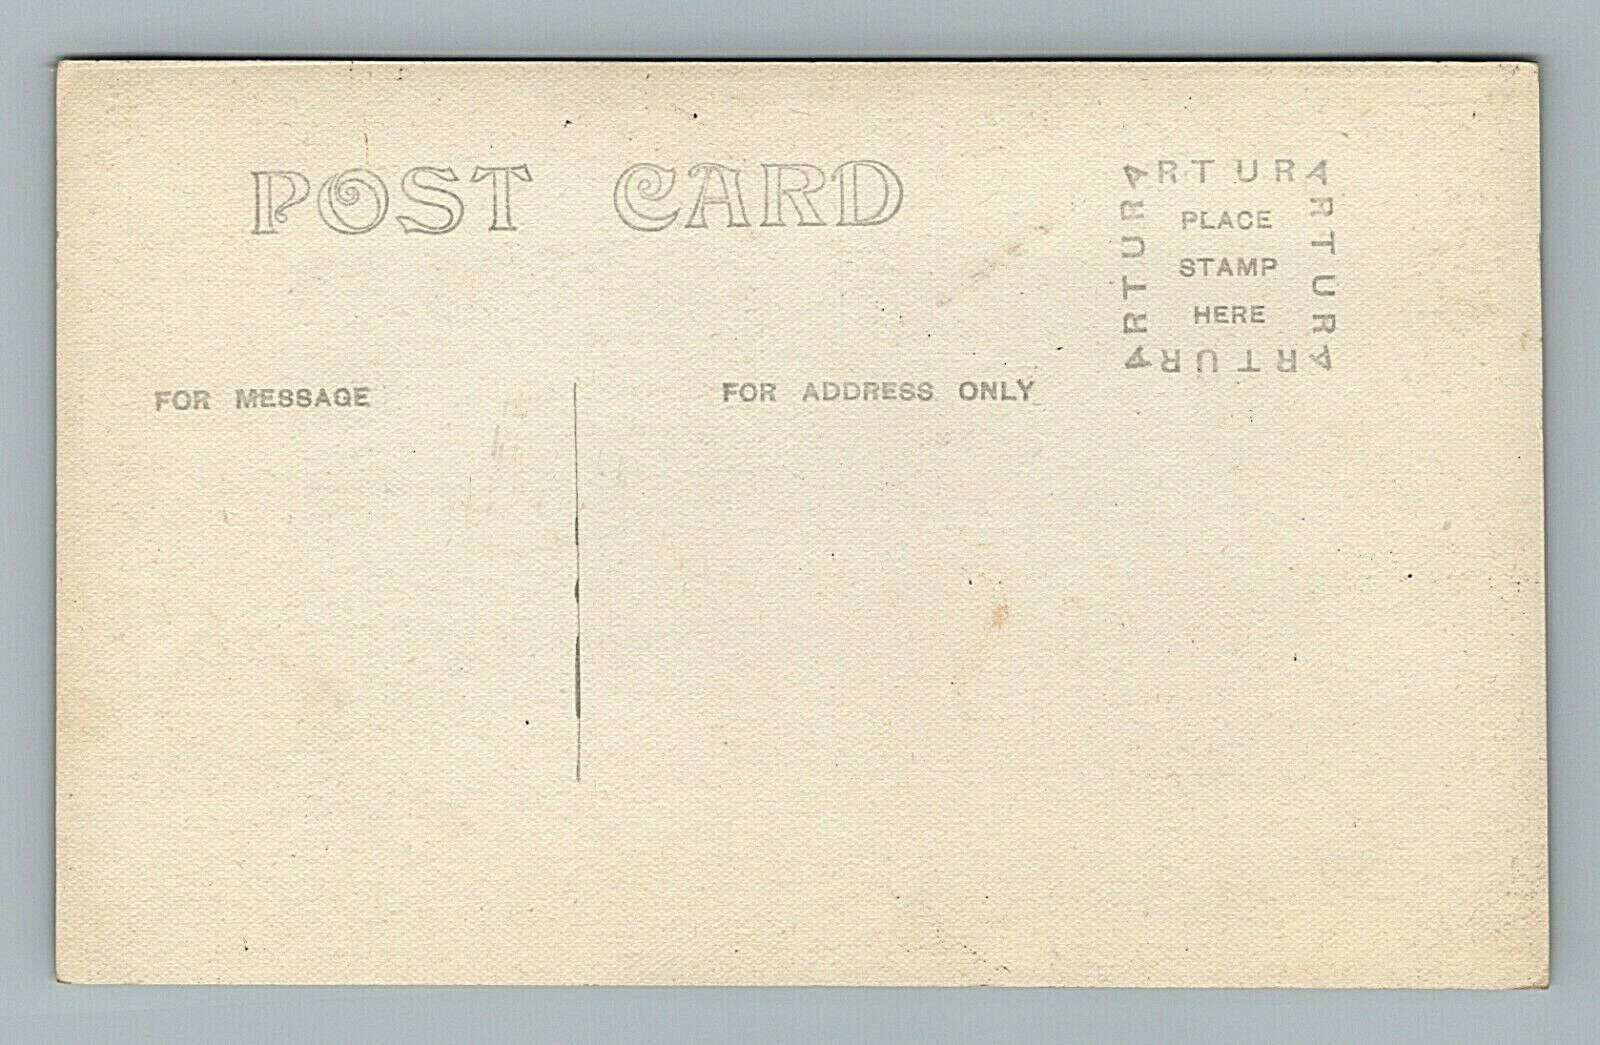 POST CARD
ARTURA
ARTURA
PLACE
STAMP
HERE
ARTURA
ARTURA
FOR MESSAGE
FOR ADDRESS ONLY